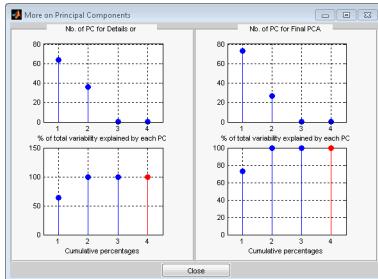 More on Principal Components
Nb. of PC for Details or
80
60
40
20
0
1 2 3 4
% of total variability explained by each PC
150
100
50
0
1 2 3 4
Cumulative percentages
Nb. of PC for Final PCA
80
60
40
20
0
1 2 3 4
% of total variability explained by each PC
100
80
60
40
20
0
1 2 3 4
Cumulative percentages
Close